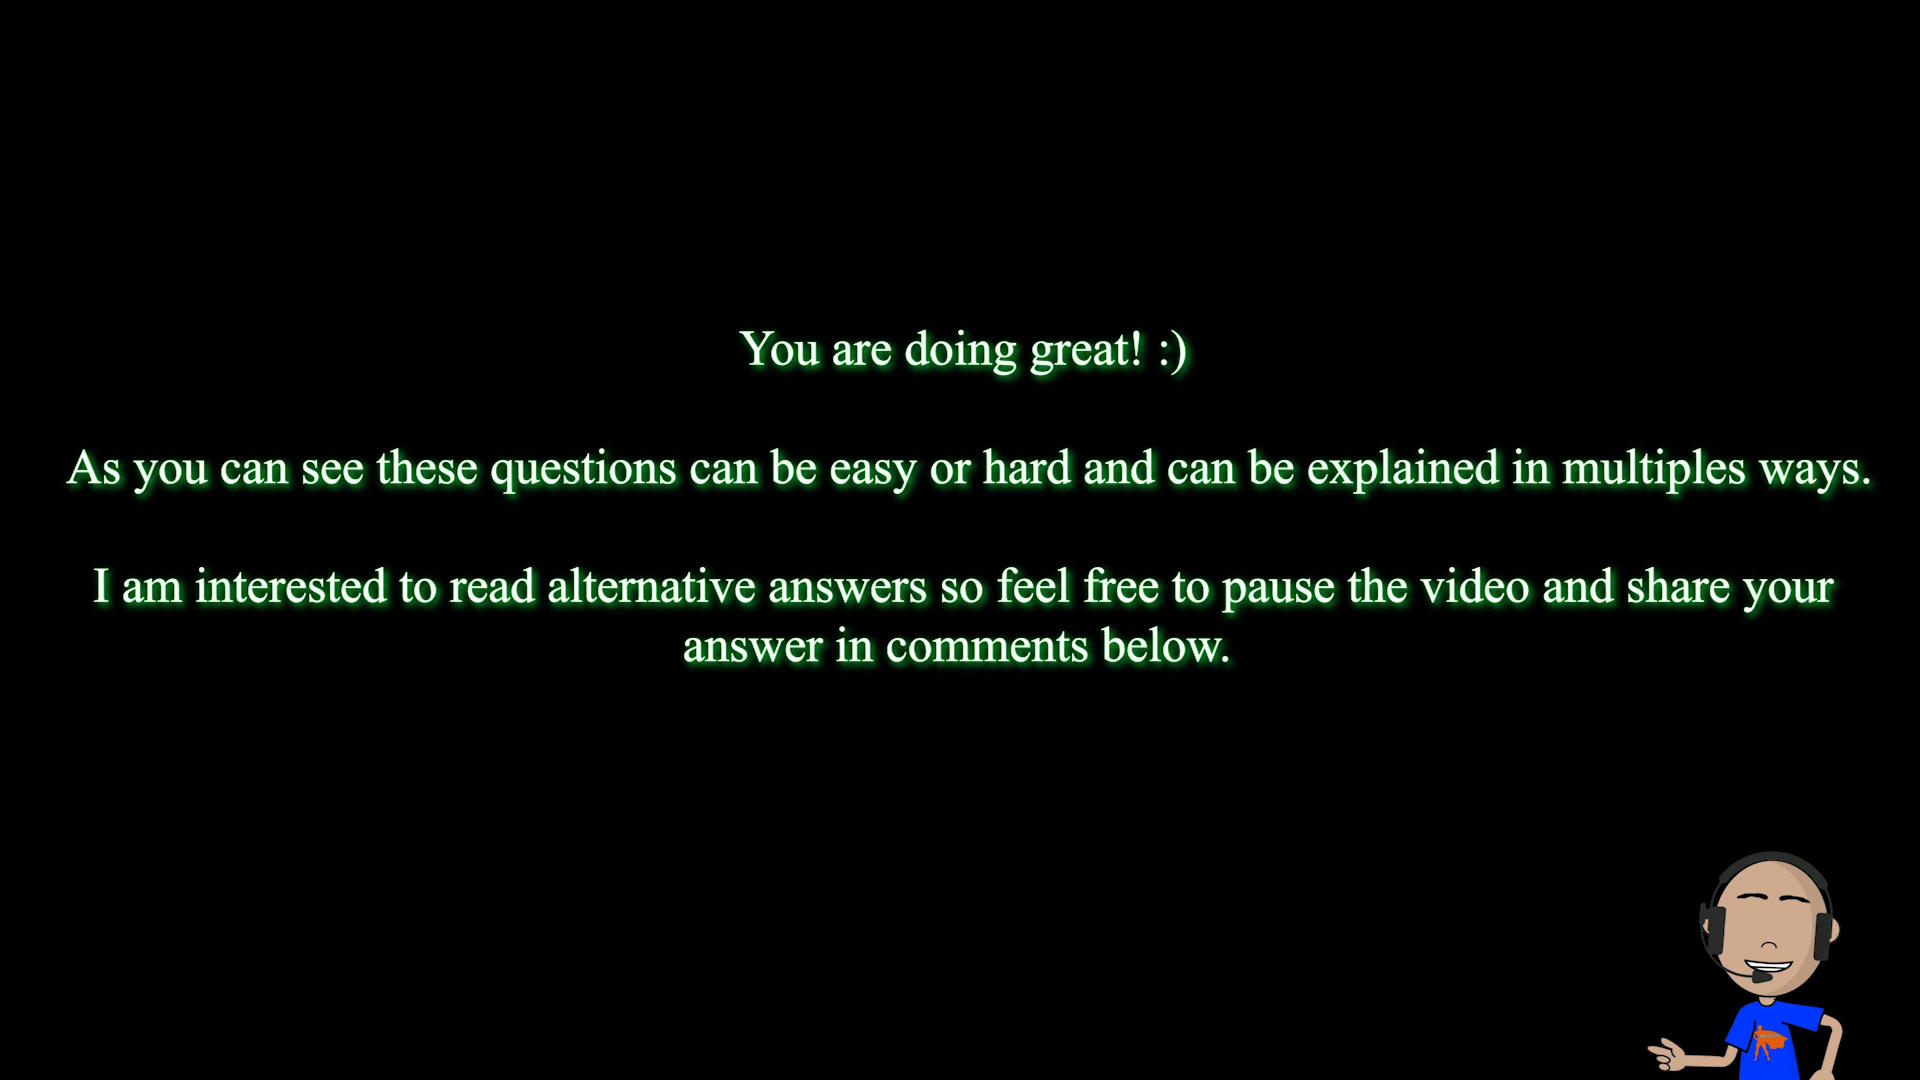 You are doing great! :)
As you can see these questions can be easy or hard and can be explained in multiples ways.
I am interested to read alternative answers so feel free to pause the video and share your
answer in comments below.